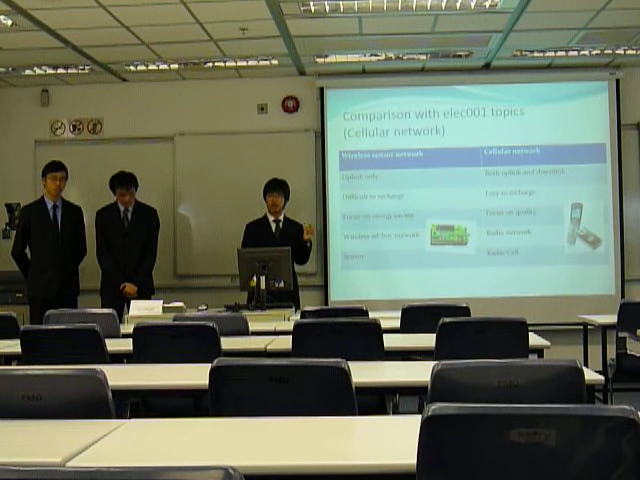 Comparison with elec001 topics
(Cellular network)
Wireless sensor network
Cellular network
Uplink only
Both uplink and downlink
Difficult to recharge
Easy to recharge
Focus on energy saving
Focus on quality
Wireless ad-hoc network
Radio network
Sensor
Radio Cell